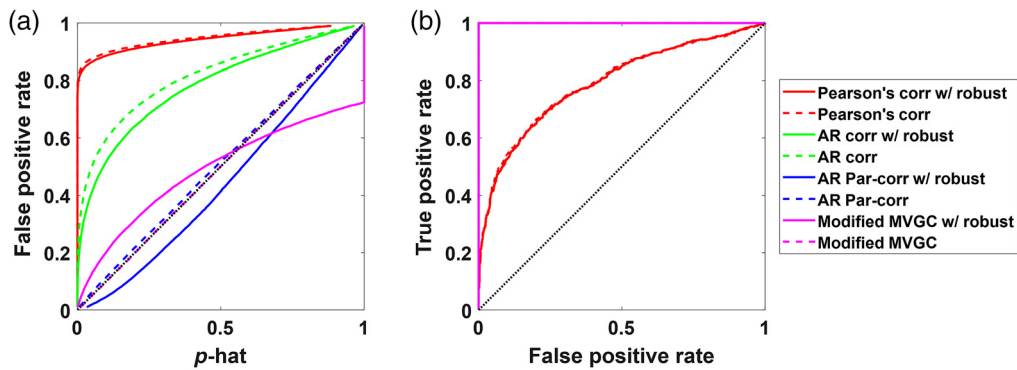 (a)
1
0.8
0.6
0.4
0.2
0
False positive rate
0 0.5 1
p-hat
(b)
1
0.8
0.6
0.4
0.2
0
True positive rate
0 0.5 1
False positive rate
Pearson's corr w/ robust
Pearson's corr
AR corr w/ robust
AR corr
AR Par-corr w/ robust
AR Par-corr
Modified MVGC w/ robust
Modified MVGC